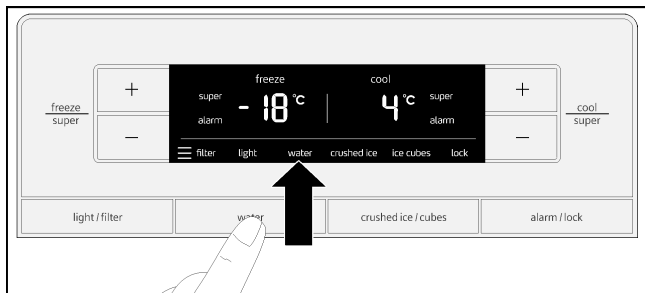 freeze cool
super -18 °C 4 °C super
alarm alarm
filter light water crushed ice ice cubes lock
freeze
super
+
−
+
−
cool
super
light / filter water crushed ice / cubes alarm / lock